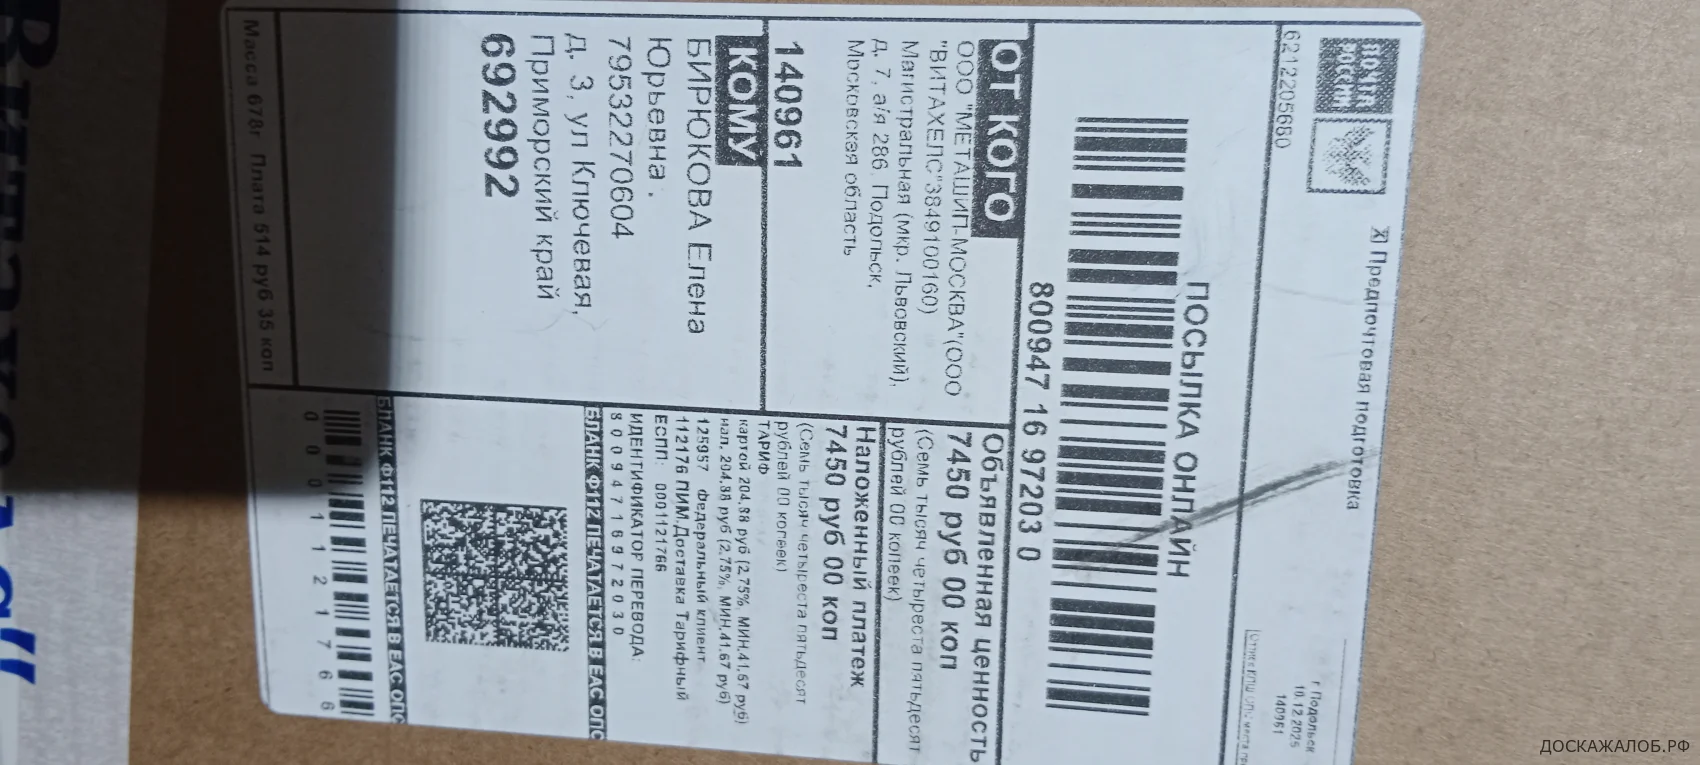 ПОЧТА РОССИИ
6212205680
Предпочтовая подготовка
г Подольск
10.12.2025
140961
ПОСЫЛКА ОНЛАЙН
800947 16 97203 0
ОТ КОГО
ООО "МЕТАШИП-МОСКВА"(ООО
"ВИТАХЕЛС"3849100160)
Магистральная (мкр. Львовский),
д. 7, а/я 286, Подольск,
Московская область
140961
КОМУ
БИРЮКОВА Елена
Юрьевна .
79532270604
д. 3, ул Ключевая,
Приморский край
692992
Масса 678г Плата 514 руб 35 коп
Объявленная ценность
7450 руб 00 коп
(Семь тысяч четыреста пятьдесят
рублей 00 копеек)
Наложенный платеж
7450 руб 00 коп
(Семь тысяч четыреста пятьдесят
рублей 00 копеек)
ТАРИФ
картой 204,88 руб (2.75%, МИН.41,67 руб)
нал. 204,88 руб (2.75%, МИН.41.67 руб)
125957 Федеральный клиент
112176 ПИМ.Доставка Тарифный
ЕСПП: 000121766
ИДЕНТИФИКАТОР ПЕРЕВОДА:
80094716972030
БЛАНК Ф112 ПЕЧАТАЕТСЯ В ЕАС ОПС
БЛАНК Ф112 ПЕЧАТАЕТСЯ В ЕАС ОПС
ДОСКАЖАЛОБ.РФ